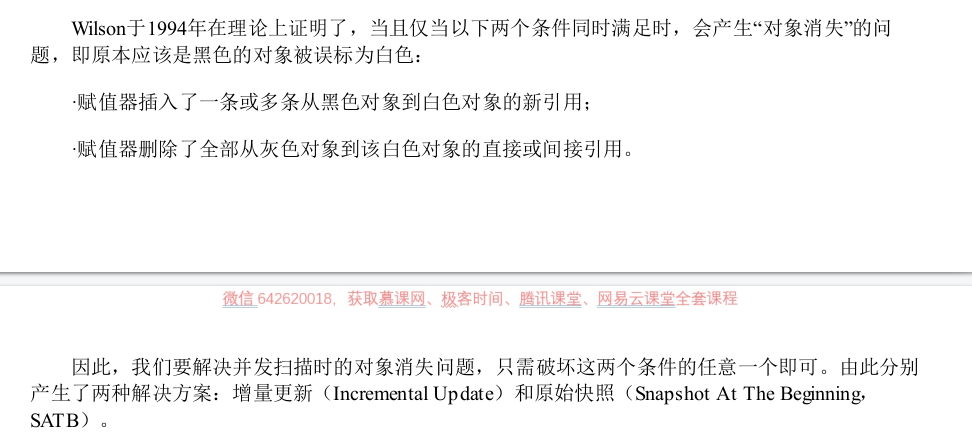 Wilson于1994年在理论上证明了，当且仅当以下两个条件同时满足时，会产生“对象消失”的问
题，即原本应该是黑色的对象被误标为白色：
·赋值器插入了一条或多条从黑色对象到白色对象的新引用；
·赋值器删除了全部从灰色对象到该白色对象的直接或间接引用。
微信 642620018，获取慕课网、极客时间、腾讯课堂、网易云课堂全套课程
因此，我们要解决并发扫描时的对象消失问题，只需破坏这两个条件的任意一个即可。由此分别
产生了两种解决方案：增量更新（Incremental Update）和原始快照（Snapshot At The Beginning，
SATB）。